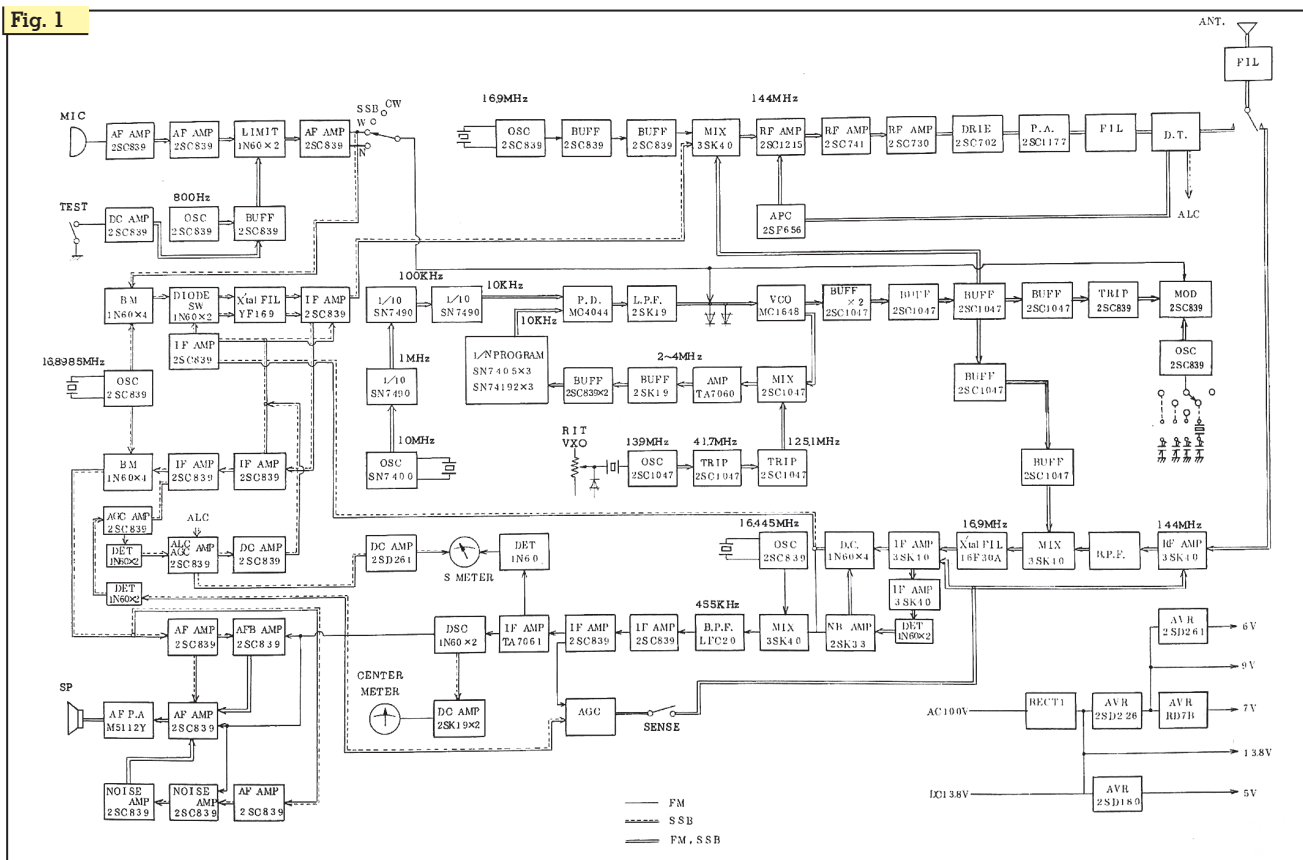 Fig. 1
ANT.
FIL
MIC
AF AMP
2SC839
AF AMP
2SC839
LIMIT
1N60×2
AF AMP
2SC839
SSB
CW
W
N
16.9MHz
OSC
2SC839
BUFF
2SC839
BUFF
2SC839
MIX
3SK40
144MHz
RF AMP
2SC1215
RF AMP
2SC741
RF AMP
2SC730
DRIE
2SC702
P.A.
2SC1177
FIL
D.T.
ALC
TEST
DC AMP
2SC839
800Hz
OSC
2SC839
BUFF
2SC839
APC
2SF656
BM
1N60×4
DIODE
SW
1N60×2
X'tal FIL
YF169
IF AMP
2SC839
IF AMP
2SC839
16.8985MHz
OSC
2SC839
100KHz
1/10
SN7490
1/10
SN7490
10KHz
P.D.
MC4044
L.P.F.
2SK19
VCO
MC1648
BUFF
×2
2SC1047
BUFF
2SC1047
BUFF
2SC1047
BUFF
2SC1047
TRIP
2SC839
MOD
2SC839
10KHz
1/NPROGRAM
SN7405×3
SN74192×3
1MHz
1/10
SN7490
BUFF
2SC839×2
BUFF
2SK19
2~4MHz
AMP
TA7060
MIX
2SC1047
BUFF
2SC1047
OSC
2SC839
10MHz
OSC
SN7400
RIT
VXO
13.9MHz
OSC
2SC1047
41.7MHz
TRIP
2SC1047
125.1MHz
TRIP
2SC1047
BUFF
2SC1047
BM
1N60×4
IF AMP
2SC839
IF AMP
2SC839
AGC AMP
2SC839
DET
1N60×2
ALC
ALC
AGC AMP
2SC839
DC AMP
2SC839
DET
1N60×2
DC AMP
2SD261
S METER
DET
1N60
16.445MHz
OSC
2SC839
D.C.
1N60×4
IF AMP
3SK40
16.9MHz
X'tal FIL
16F30A
MIX
3SK40
B.P.F.
144MHz
RF AMP
3SK40
IF AMP
3SK40
DET
1N60×2
AF AMP
2SC839
AFB AMP
2SC839
DSC
1N60×2
IF AMP
TA7061
IF AMP
2SC839
IF AMP
2SC839
455KHz
B.P.F.
LFC20
MIX
3SK40
NB AMP
2SK33
AVR
2SD261
6V
9V
SP
AF P.A
M5112Y
AF AMP
2SC839
CENTER
METER
DC AMP
2SK19×2
AGC
SENSE
AC100V
RECT1
AVR
2SD226
AVR
RD7B
7V
13.8V
NOISE
AMP
2SC839
NOISE
AMP
2SC839
AF AMP
2SC839
DC13.8V
AVR
2SD180
5V
FM
SSB
FM, SSB